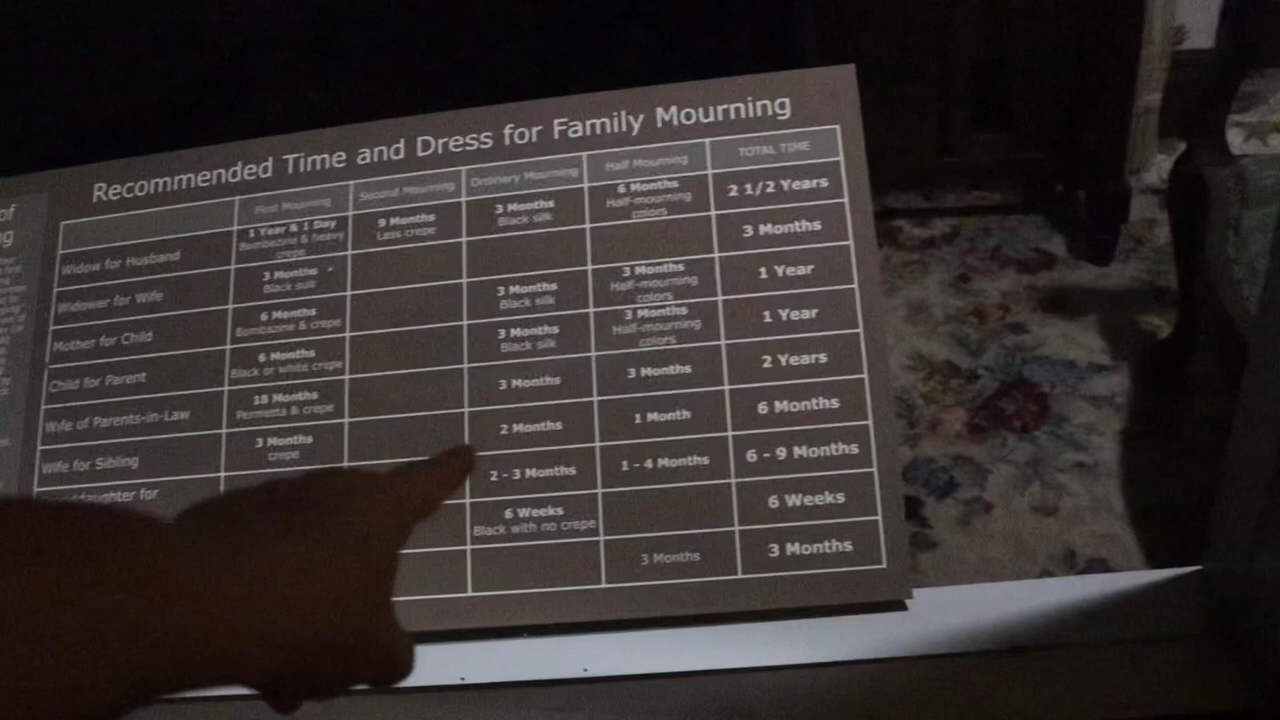 Recommended Time and Dress for Family Mourning
First Mourning Second Mourning Ordinary Mourning Half Mourning TOTAL TIME
Widow for Husband
1 Year & 1 Day
Bombazine & heavy
crepe
9 Months
Less crepe
3 Months
Black silk
6 Months
Half-mourning
colors
2 1/2 Years
Widower for Wife
3 Months
Black suit
3 Months
Mother for Child
6 Months
Bombazine & crepe
3 Months
Black silk
3 Months
Half-mourning
colors
1 Year
Child for Parent
6 Months
Black or white crepe
3 Months
Black silk
3 Months
Half-mourning
colors
1 Year
Wife of Parents-in-Law
18 Months
& crepe
3 Months
3 Months
2 Years
Wife for Sibling
3 Months
crepe
2 Months
1 Month
6 Months
for
2 - 3 Months
1 - 4 Months
6 - 9 Months
6 Weeks
Black with no crepe
6 Weeks
3 Months
3 Months
of